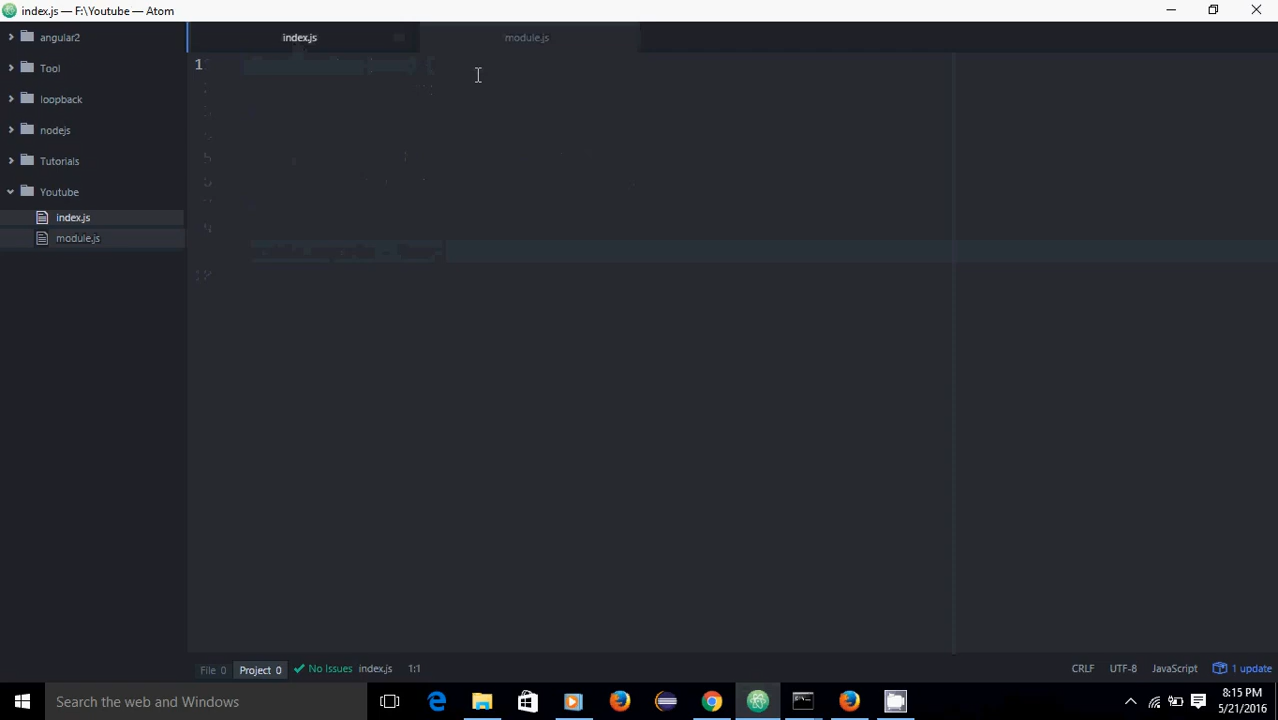 index.js — F:\Youtube — Atom
angular2
Tool
loopback
nodejs
Tutorials
Youtube
index.js
module.js
index.js
module.js
1
File 0 Project 0 No Issues index.js 1:1
CRLF UTF-8 JavaScript 1 update
Search the web and Windows
8:15 PM
5/21/2016